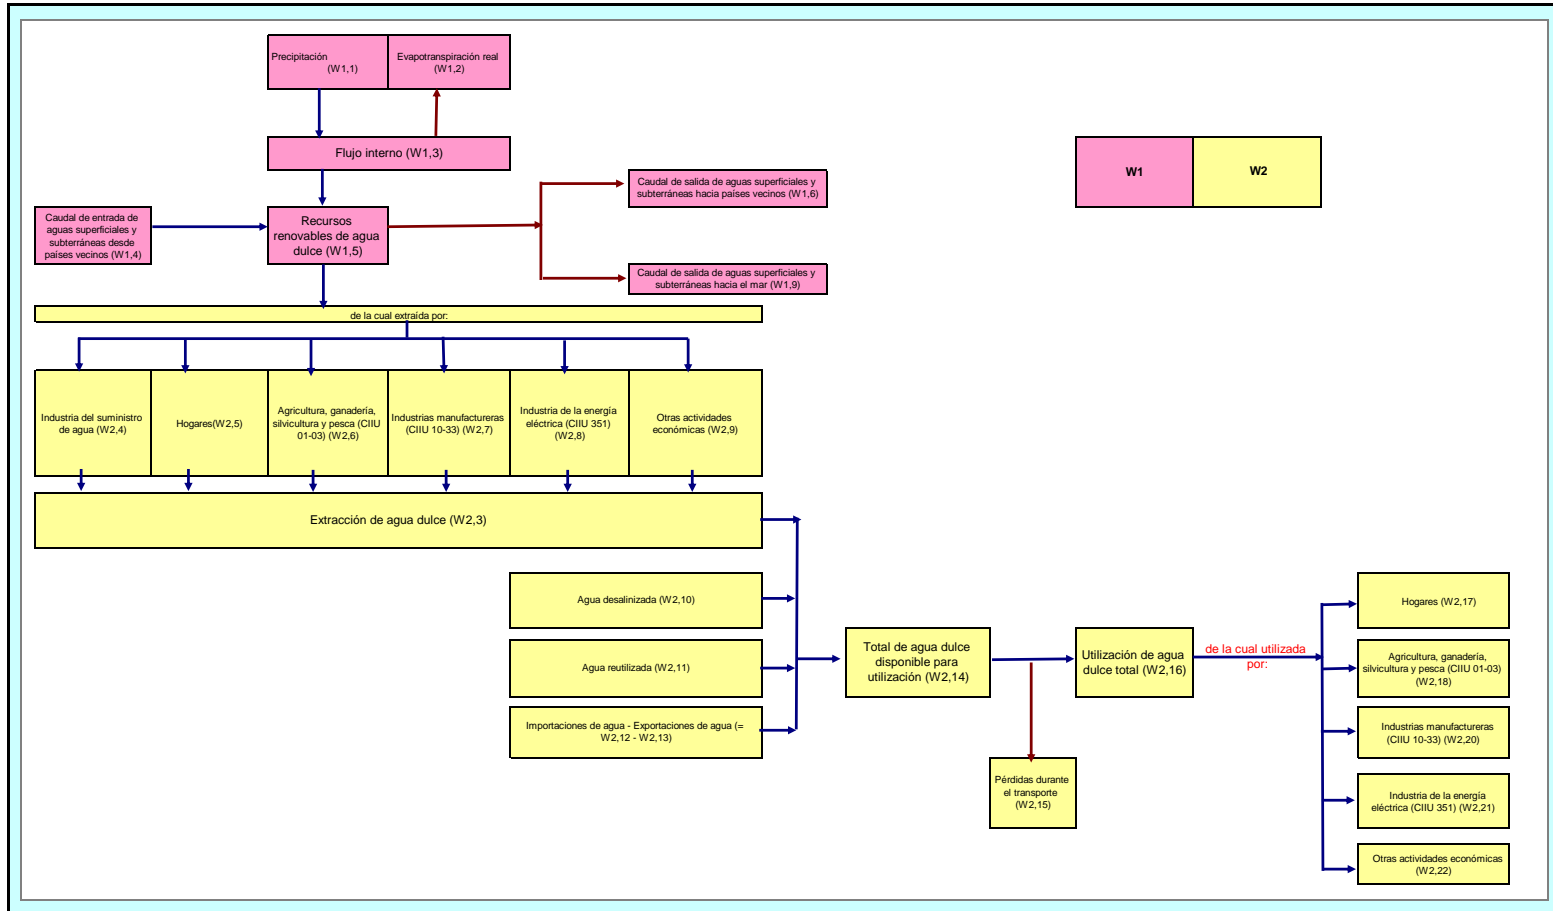 Precipitación
(W1,1)
Evapotranspiración real
(W1,2)
Flujo interno (W1,3)
W1
W2
Caudal de salida de aguas superficiales y
subterráneas hacia países vecinos (W1,6)
Caudal de entrada de
aguas superficiales y
subterráneas desde
países vecinos (W1,4)
Recursos
renovables de agua
dulce (W1,5)
Caudal de salida de aguas superficiales y
subterráneas hacia el mar (W1,9)
de la cual extraída por:
Industria del suministro
de agua (W2,4)
Hogares(W2,5)
Agricultura, ganadería,
silvicultura y pesca (CIIU
01-03) (W2,6)
Industrias manufactureras
(CIIU 10-33) (W2,7)
Industria de la energía
eléctrica (CIIU 351)
(W2,8)
Otras actividades
económicas (W2,9)
Extracción de agua dulce (W2,3)
Agua desalinizada (W2,10)
Agua reutilizada (W2,11)
Importaciones de agua - Exportaciones de agua (=
W2,12 - W2,13)
Total de agua dulce
disponible para
utilización (W2,14)
Pérdidas durante
el transporte
(W2,15)
Utilización de agua
dulce total (W2,16)
de la cual utilizada
por:
Hogares (W2,17)
Agricultura, ganadería,
silvicultura y pesca (CIIU 01-03)
(W2,18)
Industrias manufactureras
(CIIU 10-33) (W2,20)
Industria de la energía
eléctrica (CIIU 351) (W2,21)
Otras actividades económicas
(W2,22)